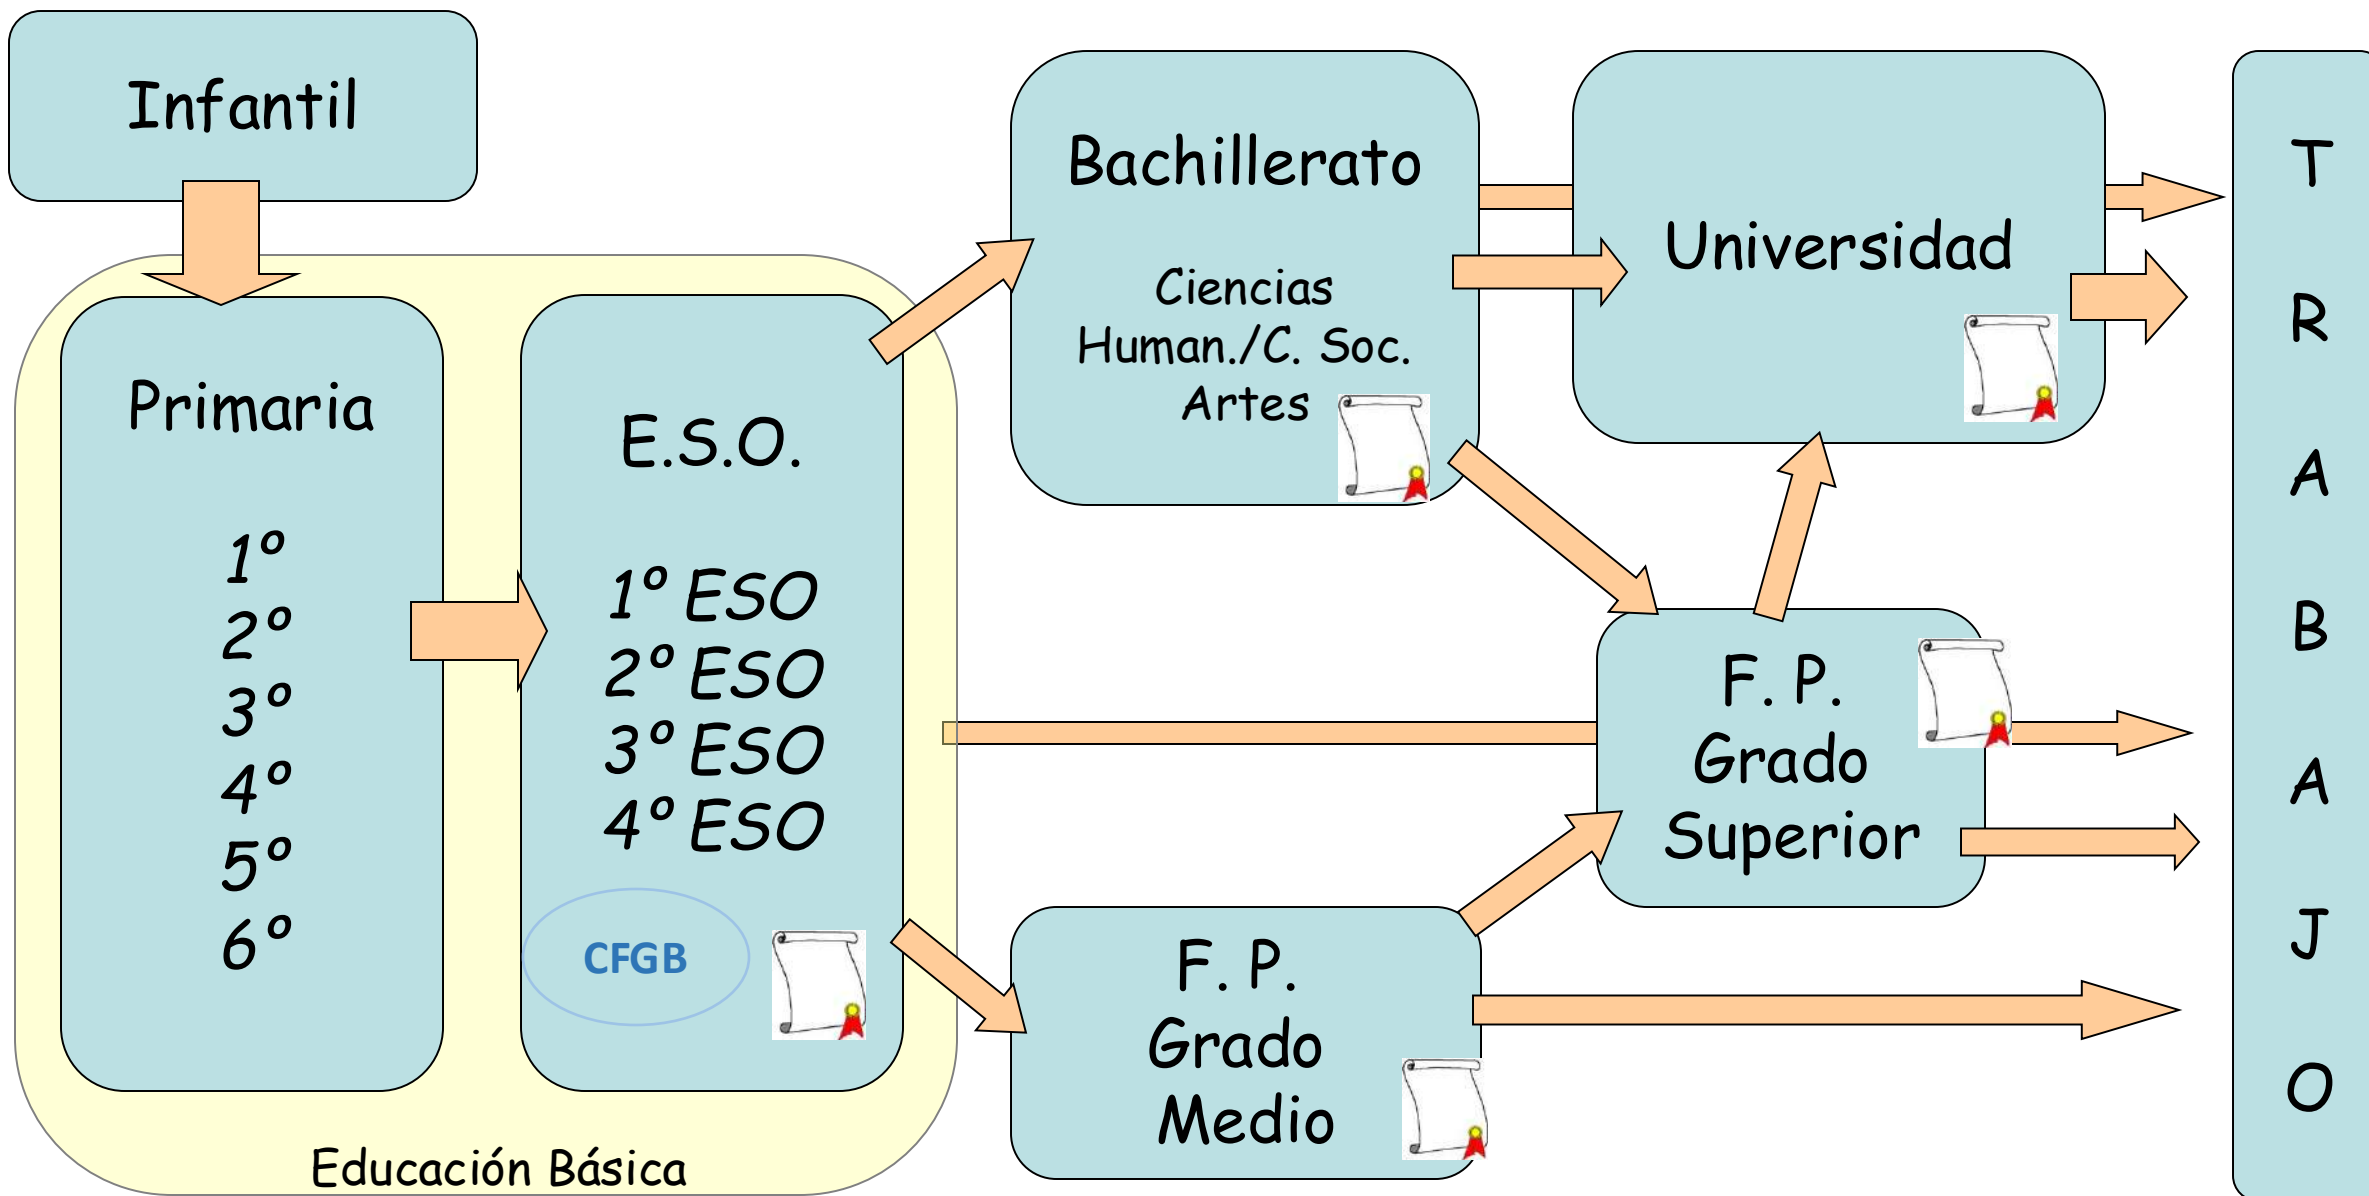 Infantil
Primaria
1º
2º
3º
4º
5º
6º
E.S.O.
1º ESO
2º ESO
3º ESO
4º ESO
CFGB
Educación Básica
Bachillerato
Ciencias
Human./C. Soc.
Artes
Universidad
F. P.
Grado
Superior
F. P.
Grado
Medio
T
R
A
B
A
J
O